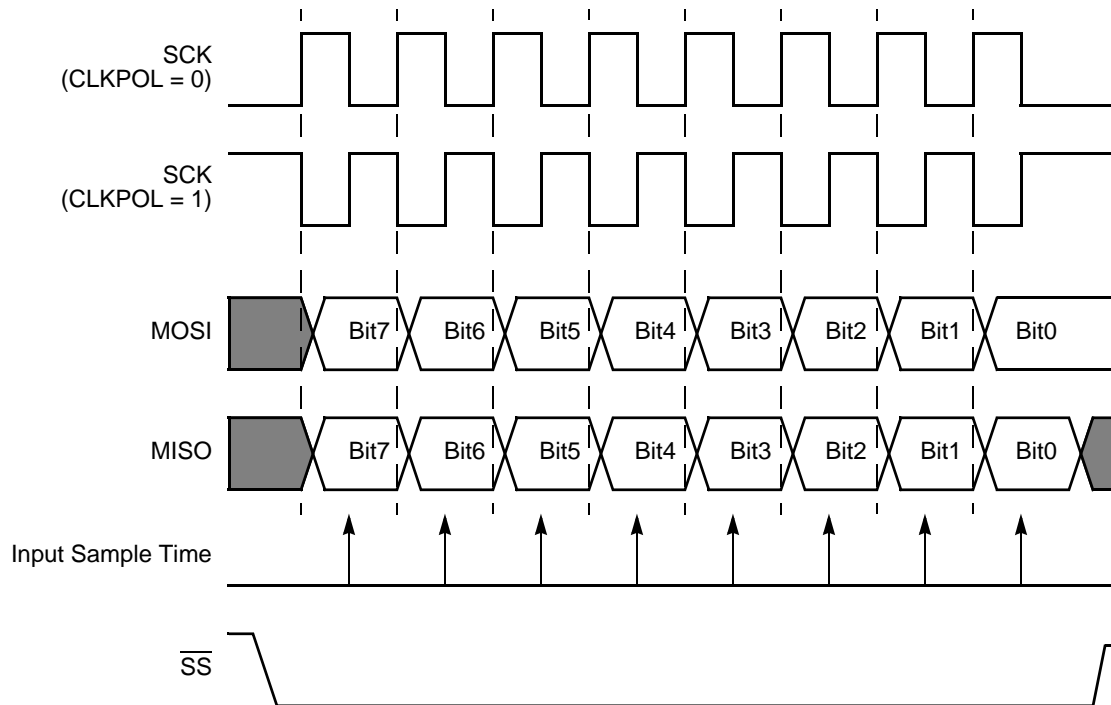 SCK
(CLKPOL = 0)
SCK
(CLKPOL = 1)
MOSI
Bit7 Bit6 Bit5 Bit4 Bit3 Bit2 Bit1 Bit0
MISO
Bit7 Bit6 Bit5 Bit4 Bit3 Bit2 Bit1 Bit0
Input Sample Time
S̅S̅